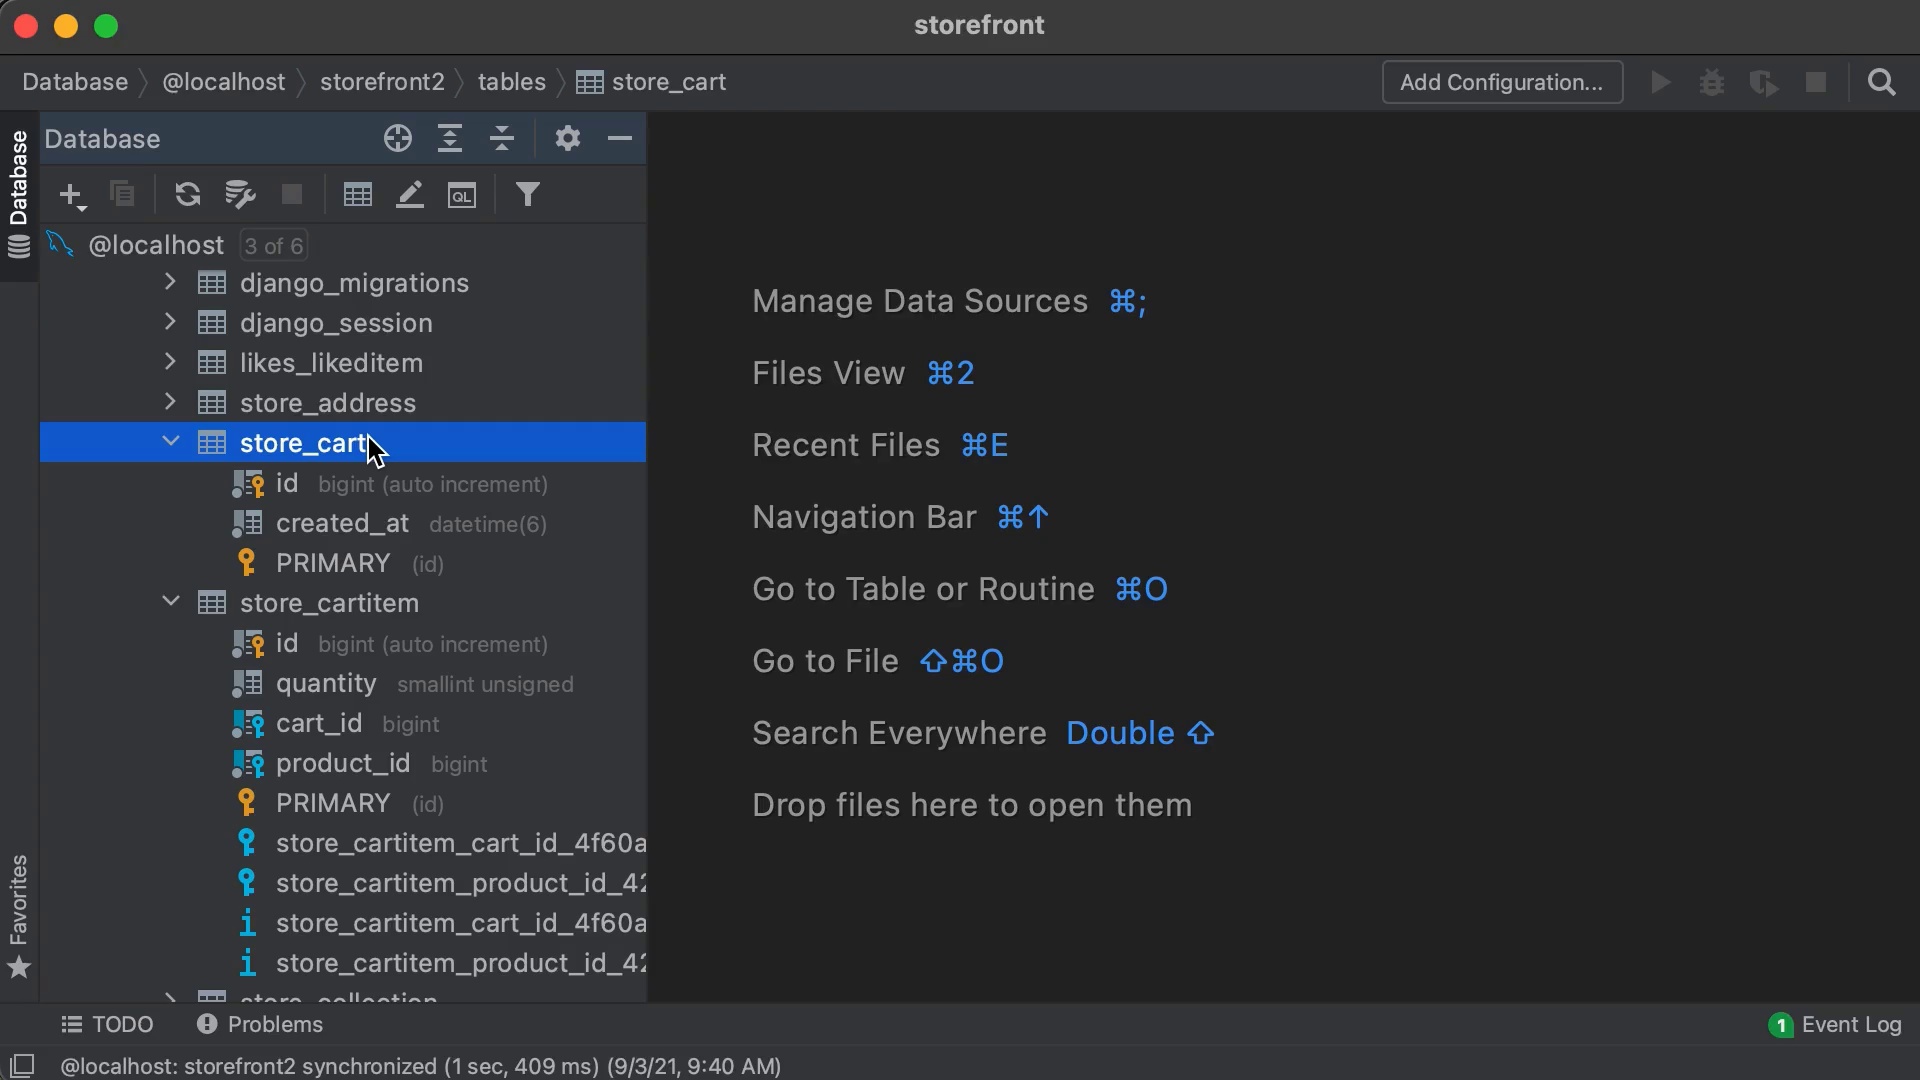 storefront
Database @localhost storefront2 tables store_cart Add Configuration...
Database
Database
QL
@localhost 3 of 6
django_migrations
django_session
likes_likeditem
store_address
store_cart
id bigint (auto increment)
created_at datetime(6)
PRIMARY (id)
store_cartitem
id bigint (auto increment)
quantity smallint unsigned
cart_id bigint
product_id bigint
PRIMARY (id)
store_cartitem_cart_id_4f60a
store_cartitem_product_id_42
store_cartitem_cart_id_4f60a
store_cartitem_product_id_42
store_collection
Favorites
Manage Data Sources ⌘;
Files View ⌘2
Recent Files ⌘E
Navigation Bar ⌘↑
Go to Table or Routine ⌘O
Go to File ⇧⌘O
Search Everywhere Double ⇧
Drop files here to open them
TODO Problems 1 Event Log
@localhost: storefront2 synchronized (1 sec, 409 ms) (9/3/21, 9:40 AM)